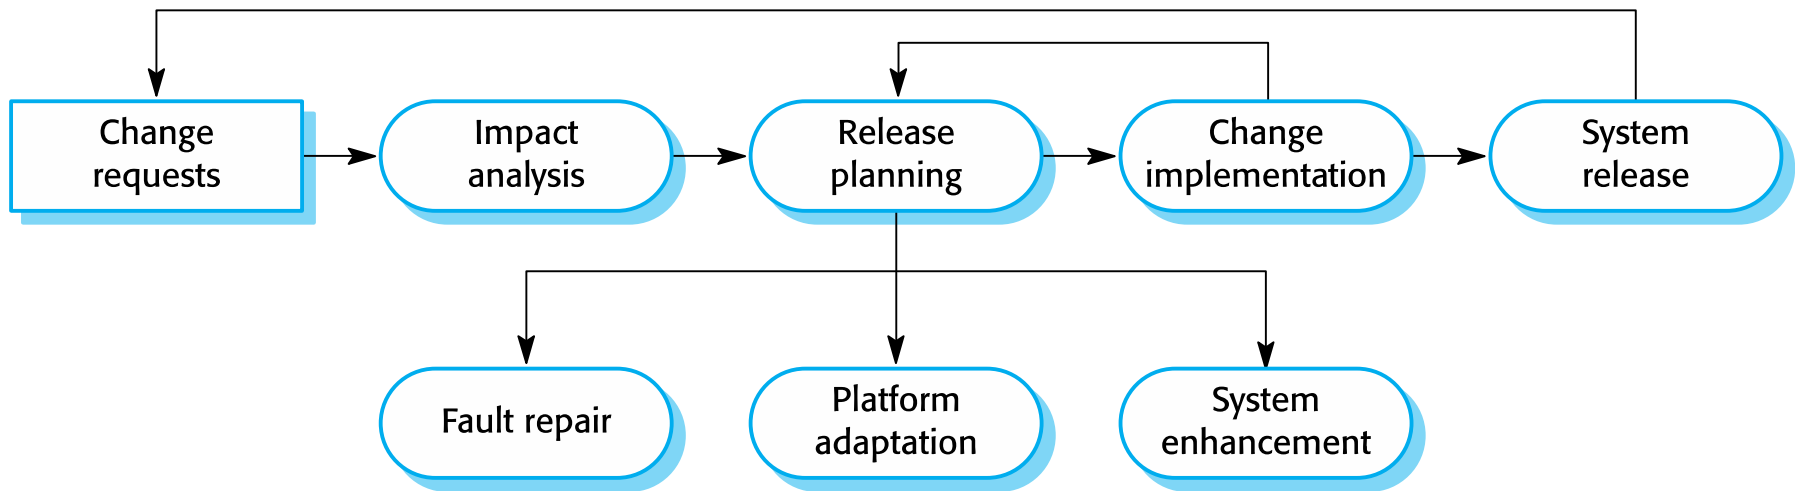 Change
requests
Impact
analysis
Release
planning
Change
implementation
System
release
Fault repair
Platform
adaptation
System
enhancement